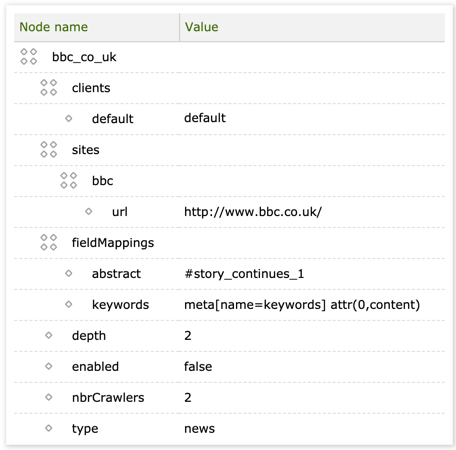 Node name Value
bbc_co_uk
clients
default default
sites
bbc
url http://www.bbc.co.uk/
fieldMappings
abstract #story_continues_1
keywords meta[name=keywords] attr(0,content)
depth 2
enabled false
nbrCrawlers 2
type news